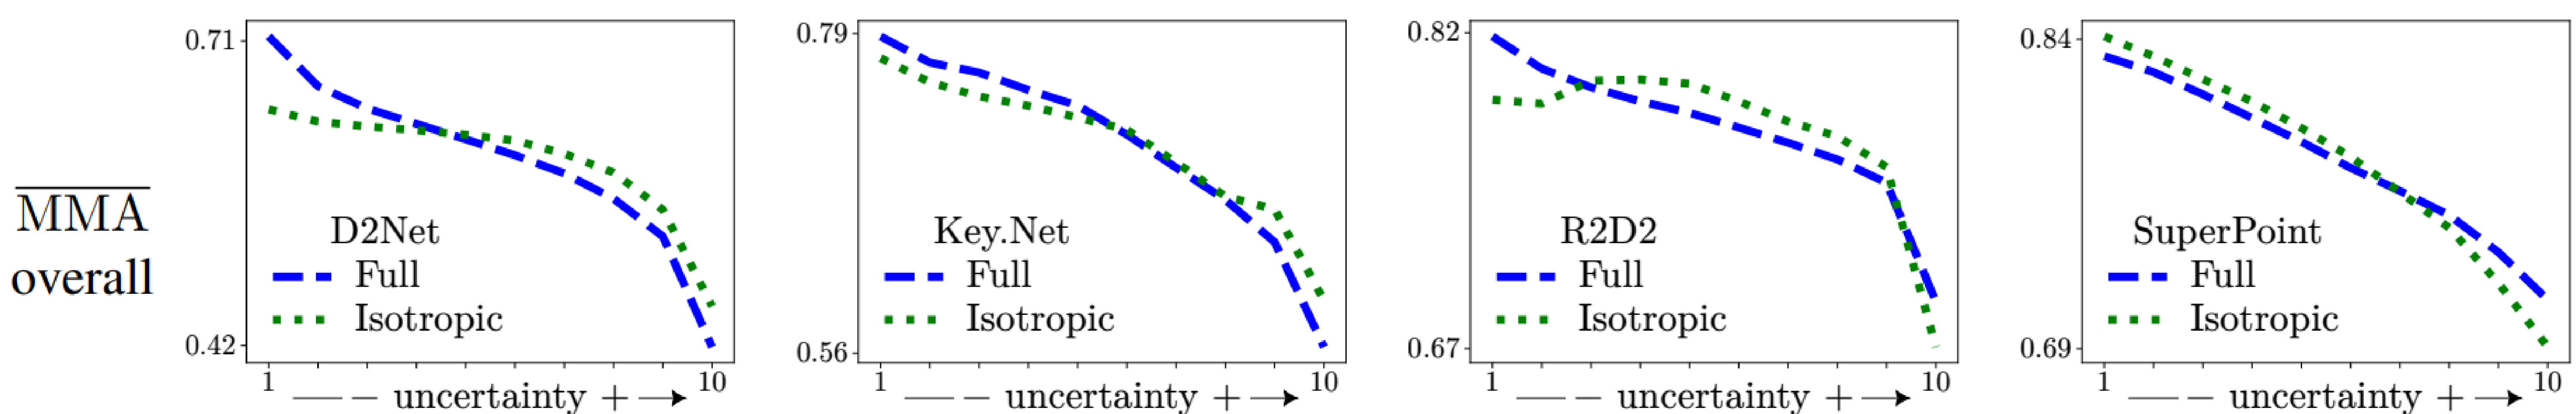 MMA
overall
0.71
0.42
D2Net
Full
Isotropic
1
10
— − uncertainty + →
0.79
0.56
Key.Net
Full
Isotropic
1
10
— − uncertainty + →
0.82
0.67
R2D2
Full
Isotropic
1
10
— − uncertainty + →
0.84
0.69
SuperPoint
Full
Isotropic
1
10
— − uncertainty + →